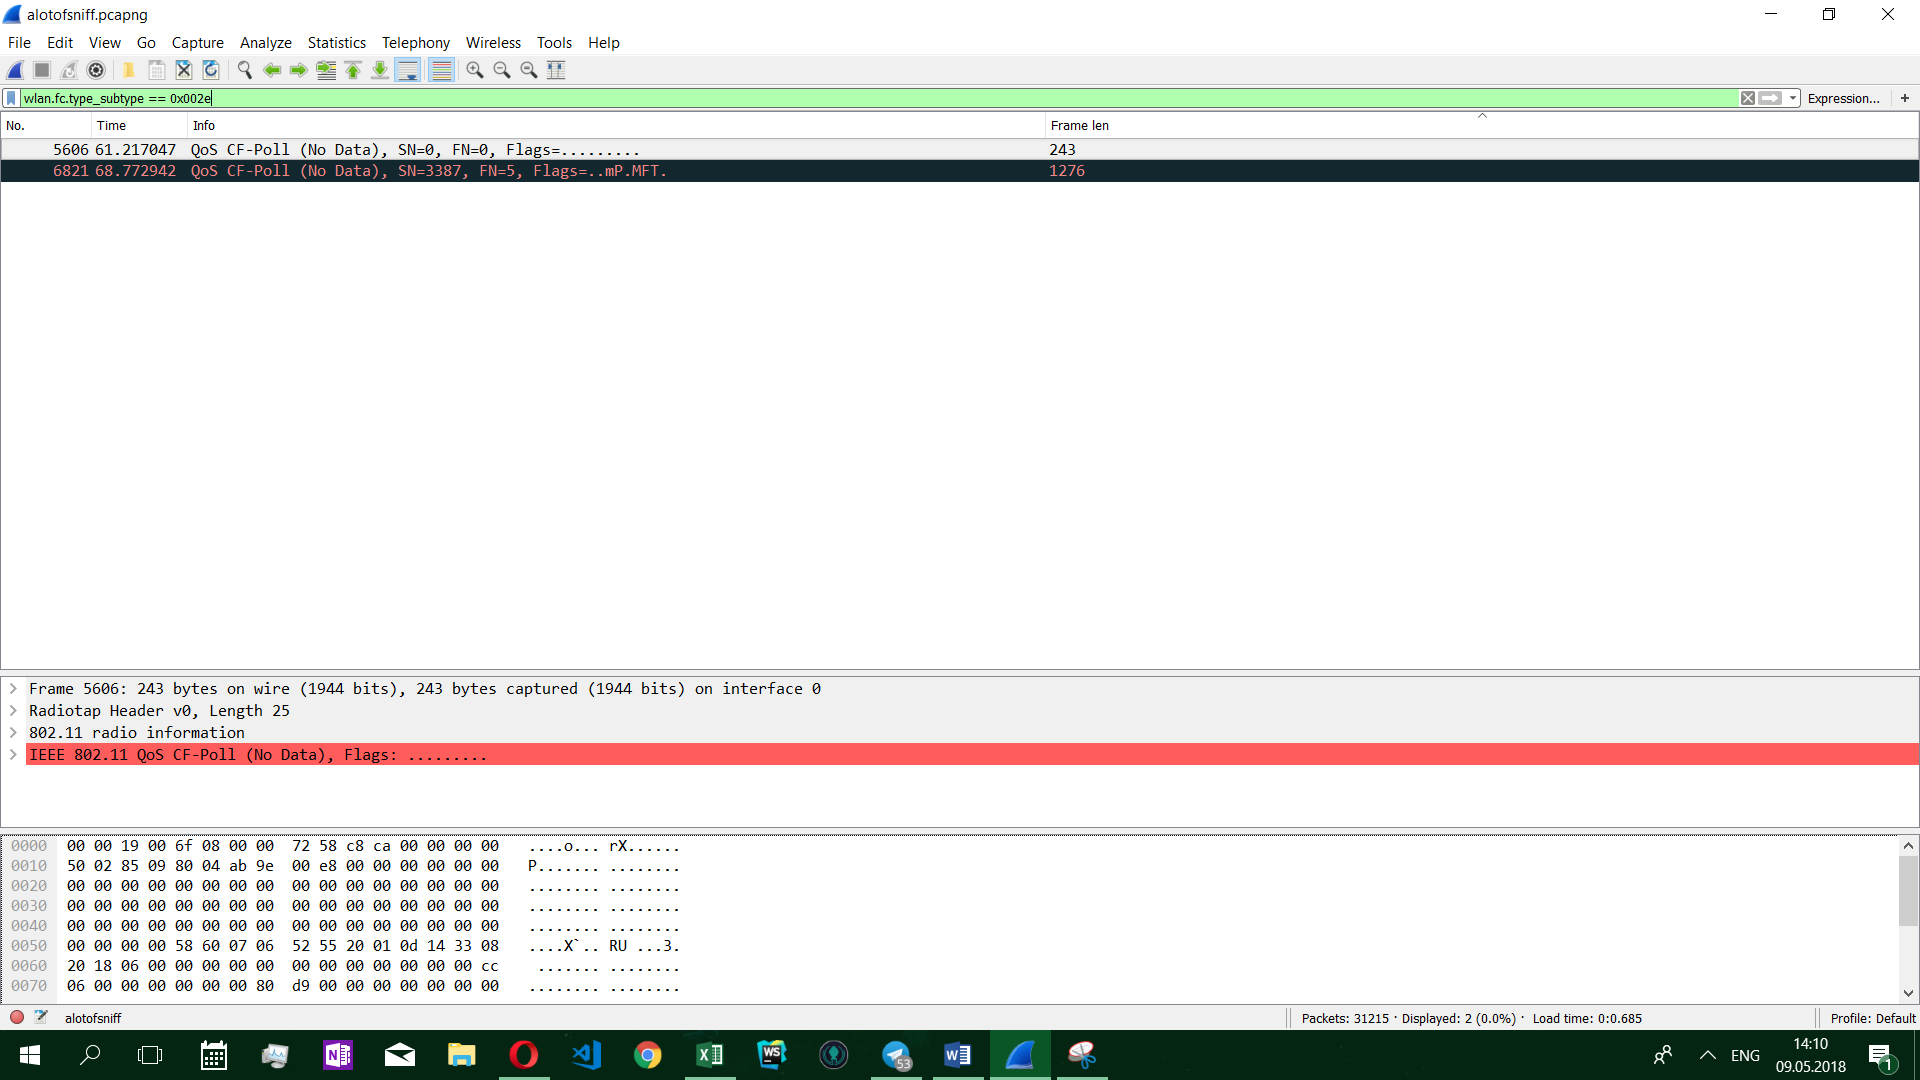 alotofsniff.pcapng
File Edit View Go Capture Analyze Statistics Telephony Wireless Tools Help
wlan.fc.type_subtype == 0x002e
Expression... +
No. Time Info Frame len
5606 61.217047 QoS CF-Poll (No Data), SN=0, FN=0, Flags=......... 243
6821 68.772942 QoS CF-Poll (No Data), SN=3387, FN=5, Flags=..mP.MFT. 1276
Frame 5606: 243 bytes on wire (1944 bits), 243 bytes captured (1944 bits) on interface 0
Radiotap Header v0, Length 25
802.11 radio information
IEEE 802.11 QoS CF-Poll (No Data), Flags: .........
0000 00 00 19 00 6f 08 00 00 72 58 c8 ca 00 00 00 00 ....o... rX......
0010 50 02 85 09 80 04 ab 9e 00 e8 00 00 00 00 00 00 P....... ........
0020 00 00 00 00 00 00 00 00 00 00 00 00 00 00 00 00 ........ ........
0030 00 00 00 00 00 00 00 00 00 00 00 00 00 00 00 00 ........ ........
0040 00 00 00 00 00 00 00 00 00 00 00 00 00 00 00 00 ........ ........
0050 00 00 00 00 58 60 07 06 52 55 20 01 0d 14 33 08 ....X`.. RU ...3.
0060 20 18 06 00 00 00 00 00 00 00 00 00 00 00 00 cc ....... ........
0070 06 00 00 00 00 00 00 80 d9 00 00 00 00 00 00 00 ........ ........
alotofsniff
Packets: 31215 · Displayed: 2 (0.0%) · Load time: 0:0.685
Profile: Default
N
X
WS
53
W
ENG
14:10
09.05.2018
1